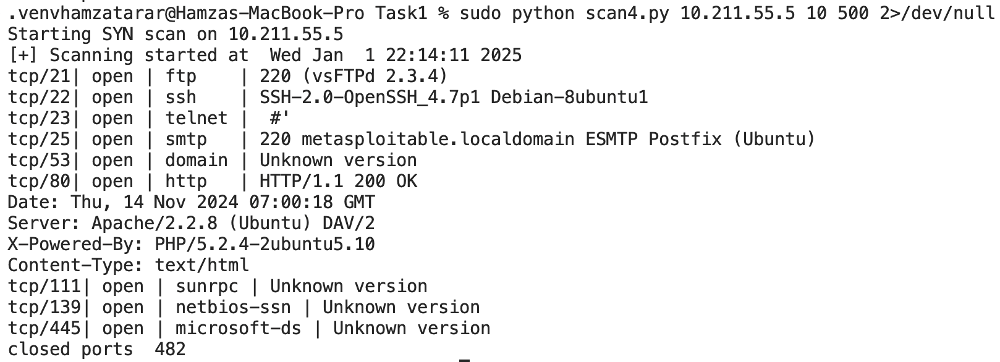 .venvhamzatarar@Hamzas-MacBook-Pro Task1 % sudo python scan4.py 10.211.55.5 10 500 2>/dev/null
Starting SYN scan on 10.211.55.5
[+] Scanning started at  Wed Jan  1 22:14:11 2025
tcp/21| open | ftp    | 220 (vsFTPd 2.3.4)
tcp/22| open | ssh    | SSH-2.0-OpenSSH_4.7p1 Debian-8ubuntu1
tcp/23| open | telnet |  #'
tcp/25| open | smtp   | 220 metasploitable.localdomain ESMTP Postfix (Ubuntu)
tcp/53| open | domain | Unknown version
tcp/80| open | http   | HTTP/1.1 200 OK
Date: Thu, 14 Nov 2024 07:00:18 GMT
Server: Apache/2.2.8 (Ubuntu) DAV/2
X-Powered-By: PHP/5.2.4-2ubuntu5.10
Content-Type: text/html
tcp/111| open | sunrpc | Unknown version
tcp/139| open | netbios-ssn | Unknown version
tcp/445| open | microsoft-ds | Unknown version
closed ports  482